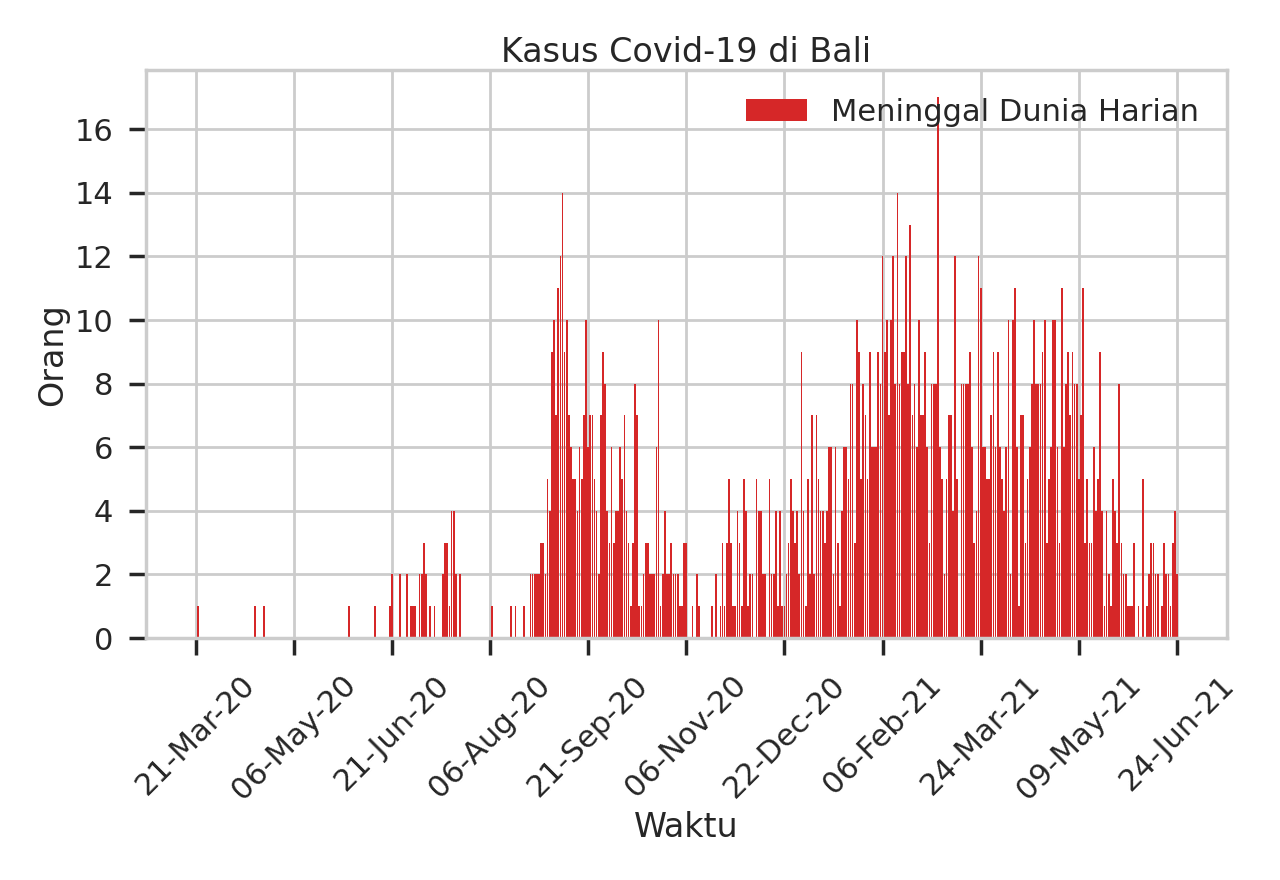 Kasus Covid-19 di Bali
Meninggal Dunia Harian
Orang
16
14
12
10
8
6
4
2
0
21-Mar-20
06-May-20
21-Jun-20
06-Aug-20
21-Sep-20
06-Nov-20
22-Dec-20
06-Feb-21
24-Mar-21
09-May-21
24-Jun-21
Waktu